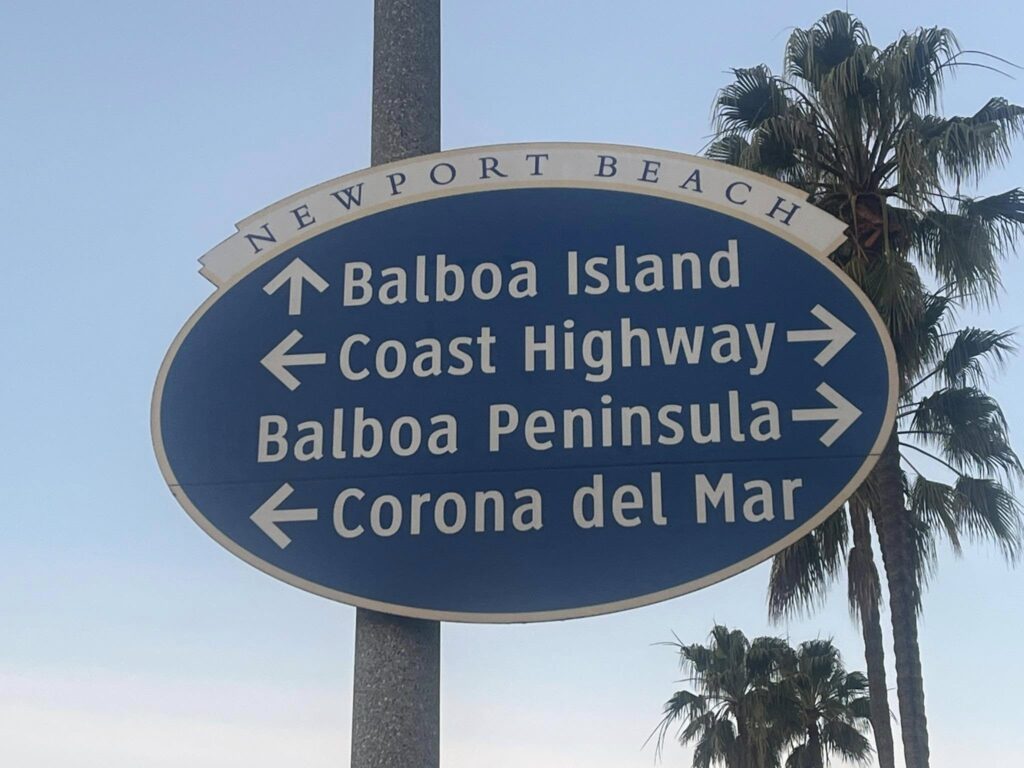 NEWPORT BEACH
↑ Balboa Island
← Coast Highway →
Balboa Peninsula →
← Corona del Mar